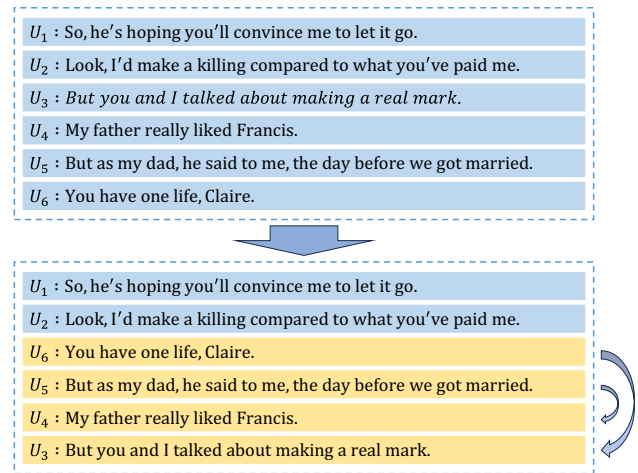 U₁ : So, he's hoping you'll convince me to let it go.
U₂ : Look, I'd make a killing compared to what you've paid me.
U₃ : But you and I talked about making a real mark.
U₄ : My father really liked Francis.
U₅ : But as my dad, he said to me, the day before we got married.
U₆ : You have one life, Claire.
U₁ : So, he's hoping you'll convince me to let it go.
U₂ : Look, I'd make a killing compared to what you've paid me.
U₆ : You have one life, Claire.
U₅ : But as my dad, he said to me, the day before we got married.
U₄ : My father really liked Francis.
U₃ : But you and I talked about making a real mark.